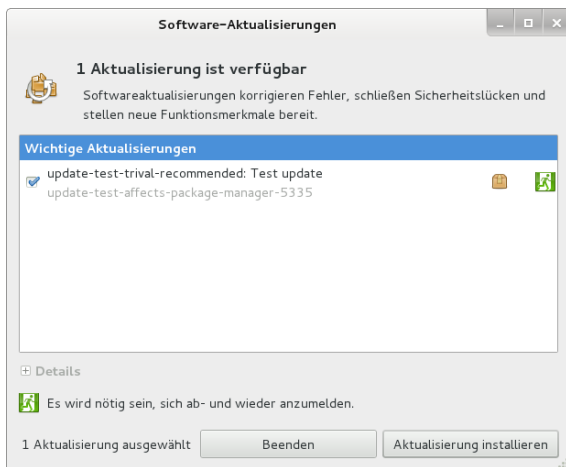 Software-Aktualisierungen
1 Aktualisierung ist verfügbar
Softwareaktualisierungen korrigieren Fehler, schließen Sicherheitslücken und
stellen neue Funktionsmerkmale bereit.
Wichtige Aktualisierungen
update-test-trival-recommended: Test update
update-test-affects-package-manager-5335
Details
Es wird nötig sein, sich ab- und wieder anzumelden.
1 Aktualisierung ausgewählt
Beenden
Aktualisierung installieren